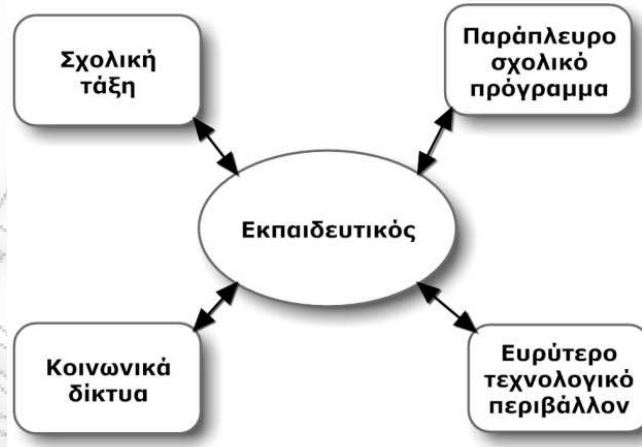 Σχολική
τάξη
Παράπλευρο
σχολικό
πρόγραμμα
Εκπαιδευτικός
Κοινωνικά
δίκτυα
Ευρύτερο
τεχνολογικό
περιβάλλον